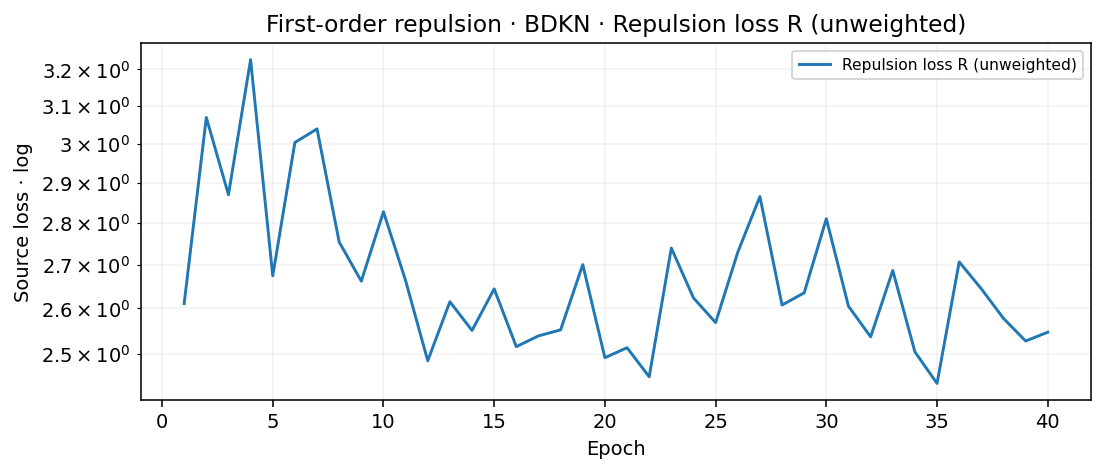 First-order repulsion · BDKN · Repulsion loss R (unweighted)
Repulsion loss R (unweighted)
Source loss · log
3.2 × 10⁰
3.1 × 10⁰
3 × 10⁰
2.9 × 10⁰
2.8 × 10⁰
2.7 × 10⁰
2.6 × 10⁰
2.5 × 10⁰
0 5 10 15 20 25 30 35 40
Epoch